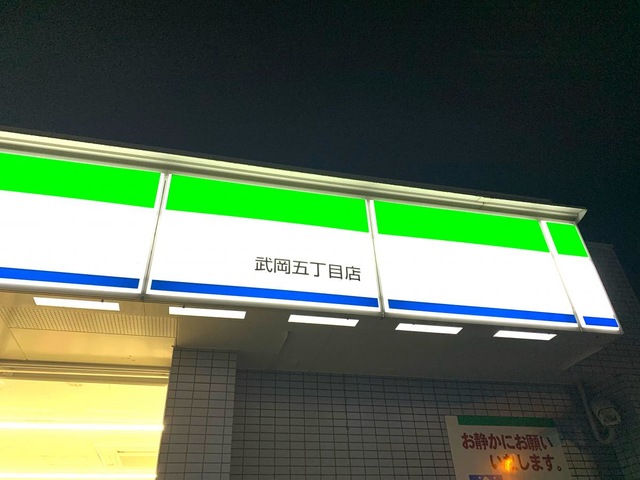 武岡五丁目店
お静かにお願い
いたします。